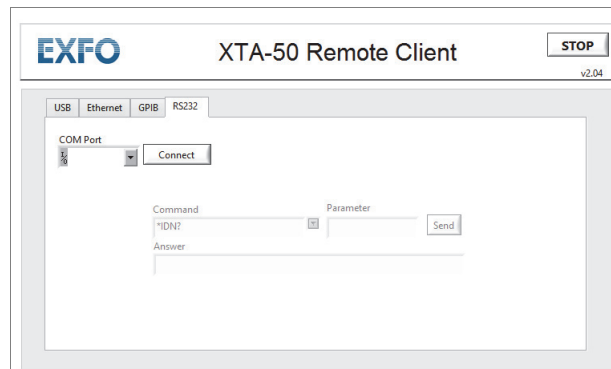 EXFO
XTA-50 Remote Client
STOP
v2.04
USB Ethernet GPIB RS232
COM Port
Connect
Command Parameter
*IDN? Send
Answer